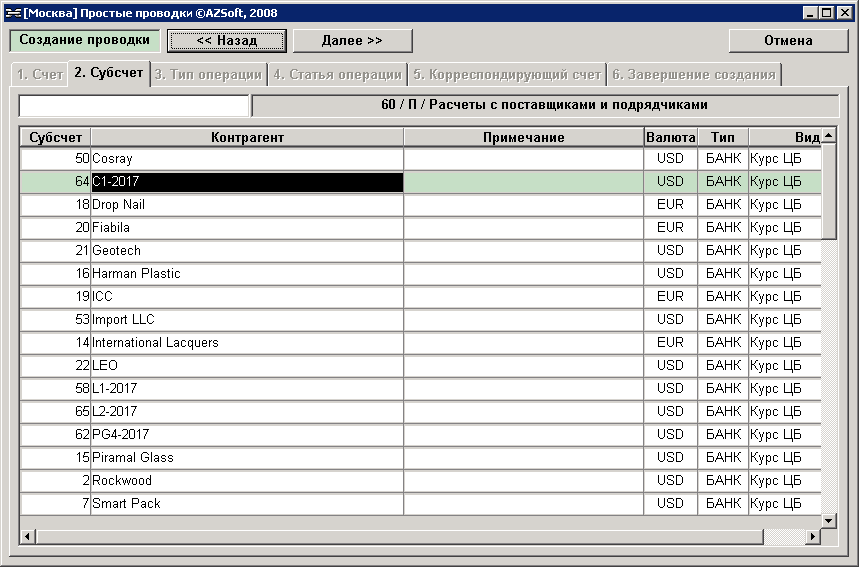 [Москва] Простые проводки ©AZSoft, 2008
Создание проводки << Назад Далее >> Отмена
1. Счет 2. Субсчет 3. Тип операции 4. Статья операции 5. Корреспондирующий счет 6. Завершение создания
60 / П / Расчеты с поставщиками и подрядчиками
Субсчет Контрагент Примечание Валюта Тип Вид
50 Cosray USD БАНК Курс ЦБ
64 C1-2017 USD БАНК Курс ЦБ
18 Drop Nail EUR БАНК Курс ЦБ
20 Fiabila EUR БАНК Курс ЦБ
21 Geotech USD БАНК Курс ЦБ
16 Harman Plastic USD БАНК Курс ЦБ
19 ICC EUR БАНК Курс ЦБ
53 Import LLC USD БАНК Курс ЦБ
14 International Lacquers EUR БАНК Курс ЦБ
22 LEO USD БАНК Курс ЦБ
58 L1-2017 USD БАНК Курс ЦБ
65 L2-2017 USD БАНК Курс ЦБ
62 PG4-2017 USD БАНК Курс ЦБ
15 Piramal Glass USD БАНК Курс ЦБ
2 Rockwood USD БАНК Курс ЦБ
7 Smart Pack USD БАНК Курс ЦБ